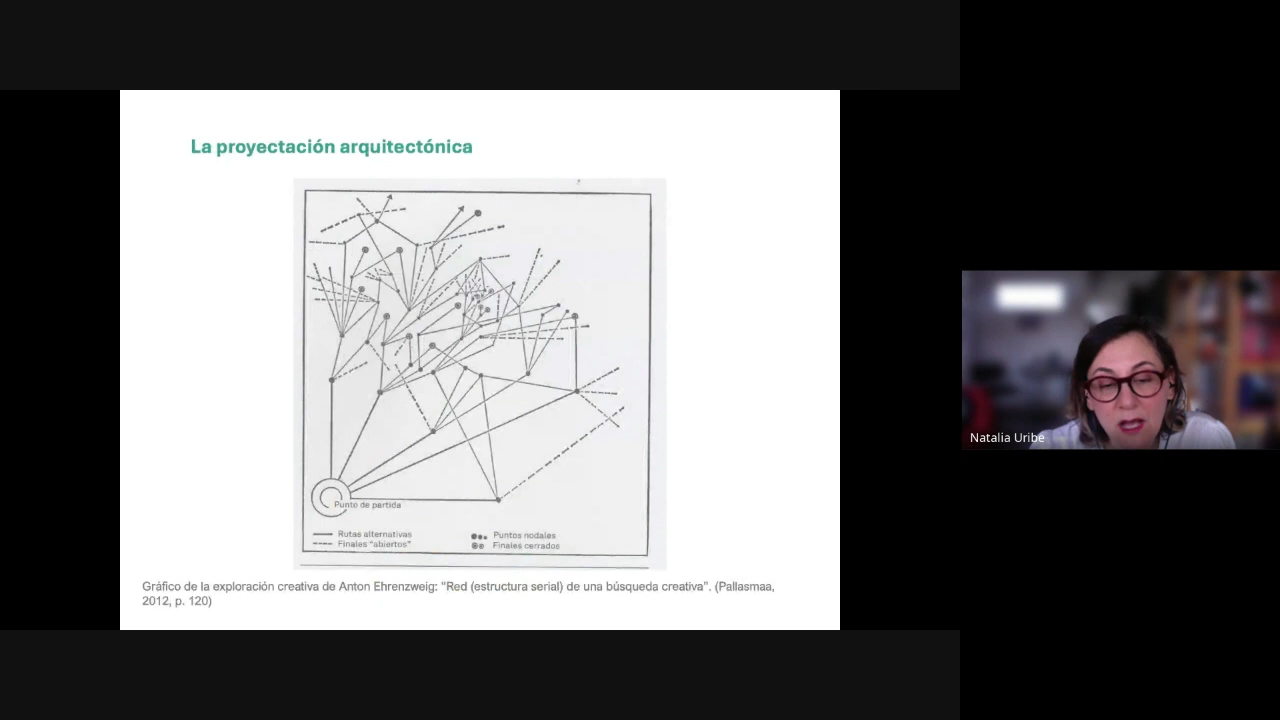 La proyectación arquitectónica
Punto de partida
Rutas alternativas
Finales "abiertos"
Puntos nodales
Finales cerrados
Gráfico de la exploración creativa de Anton Ehrenzweig: "Red (estructura serial) de una búsqueda creativa". (Pallasmaa,
2012, p. 120)
Natalia Uribe